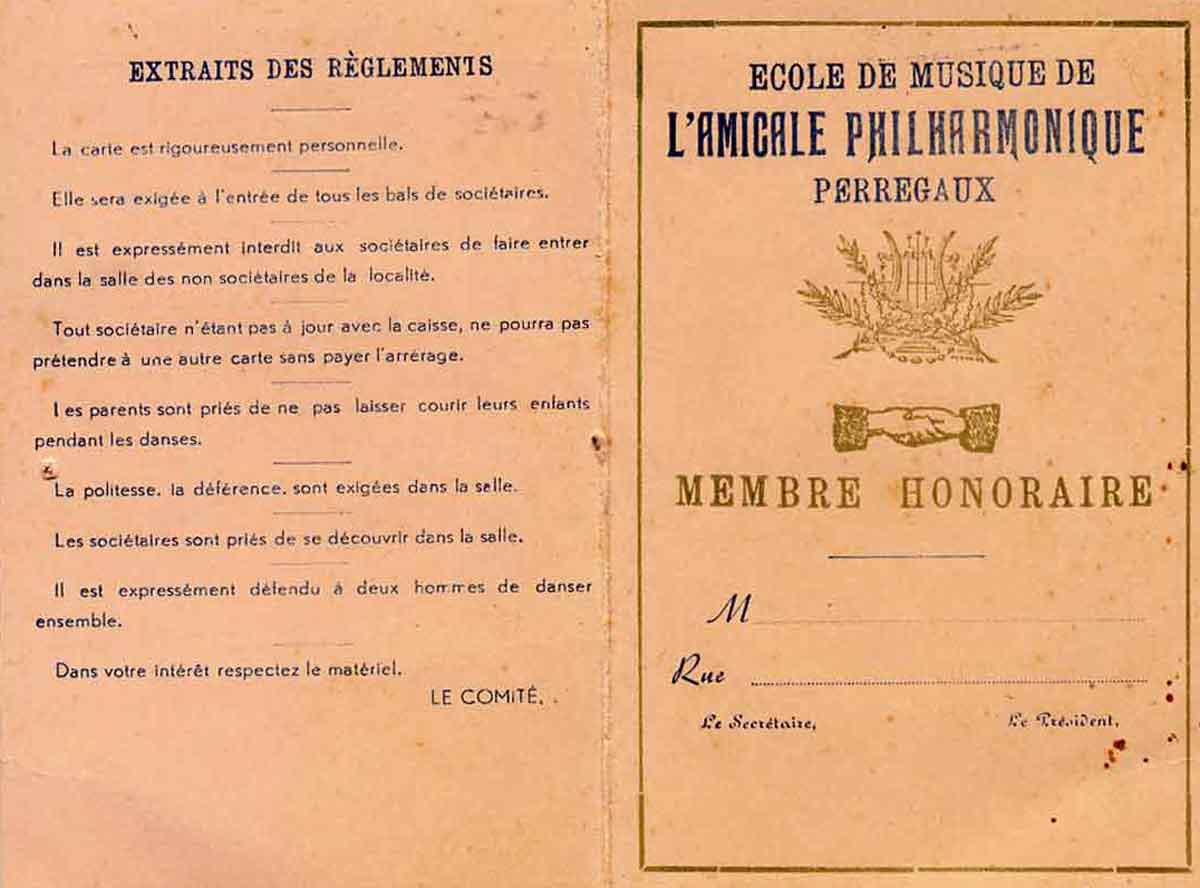 EXTRAITS DES RÈGLEMENTS
La carte est rigoureusement personnelle.
Elle sera exigée à l'entrée de tous les bals de sociétaires.
Il est expressément interdit aux sociétaires de faire entrer
dans la salle des non sociétaires de la localité.
Tout sociétaire n'étant pas à jour avec la caisse, ne pourra pas
prétendre à une autre carte sans payer l'arrérage.
Les parents sont priés de ne pas laisser courir leurs enfants
pendant les danses.
La politesse, la déférence, sont exigées dans la salle.
Les sociétaires sont priés de se découvrir dans la salle.
Il est expressément défendu à deux hommes de danser
ensemble.
Dans votre intérêt respectez le matériel.
LE COMITÉ.
ECOLE DE MUSIQUE DE
L'AMICALE PHILHARMONIQUE
PERREGAUX
MEMBRE HONORAIRE
M
Rue
Le Secrétaire,
Le Président,